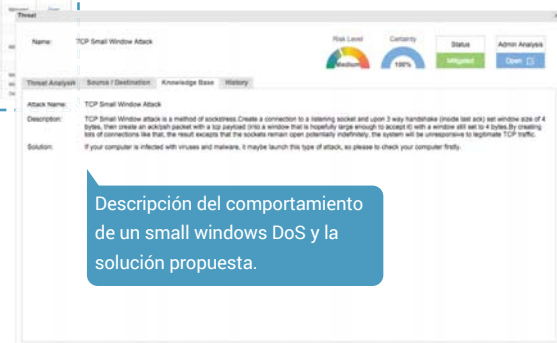 Threat
Name: TCP Small Window Attack
Risk Level
Medium
Certainty
100%
Status
Mitigated
Admin Analysis
Open
Threat Analysis Source / Destination Knowledge Base History
Attack Name: TCP Small Window Attack
Description: TCP Small Window attack is a method of sockstress.Create a connection to a listening socket and upon 3 way handshake (inside last ack) set window size of 4
bytes, then create an ack/psh packet with a tcp payload (into a window that is hopefully large enough to accept it) with a window still set to 4 bytes.By creating
lots of connections like that, the result excepts that the sockets remain open potentially indefinitely, the system will be unresponsive to legitimate TCP traffic.
Solution: If your computer is infected with viruses and malware, it maybe launch this type of attack, so please to check your computer firstly.
Descripción del comportamiento
de un small windows DoS y la
solución propuesta.